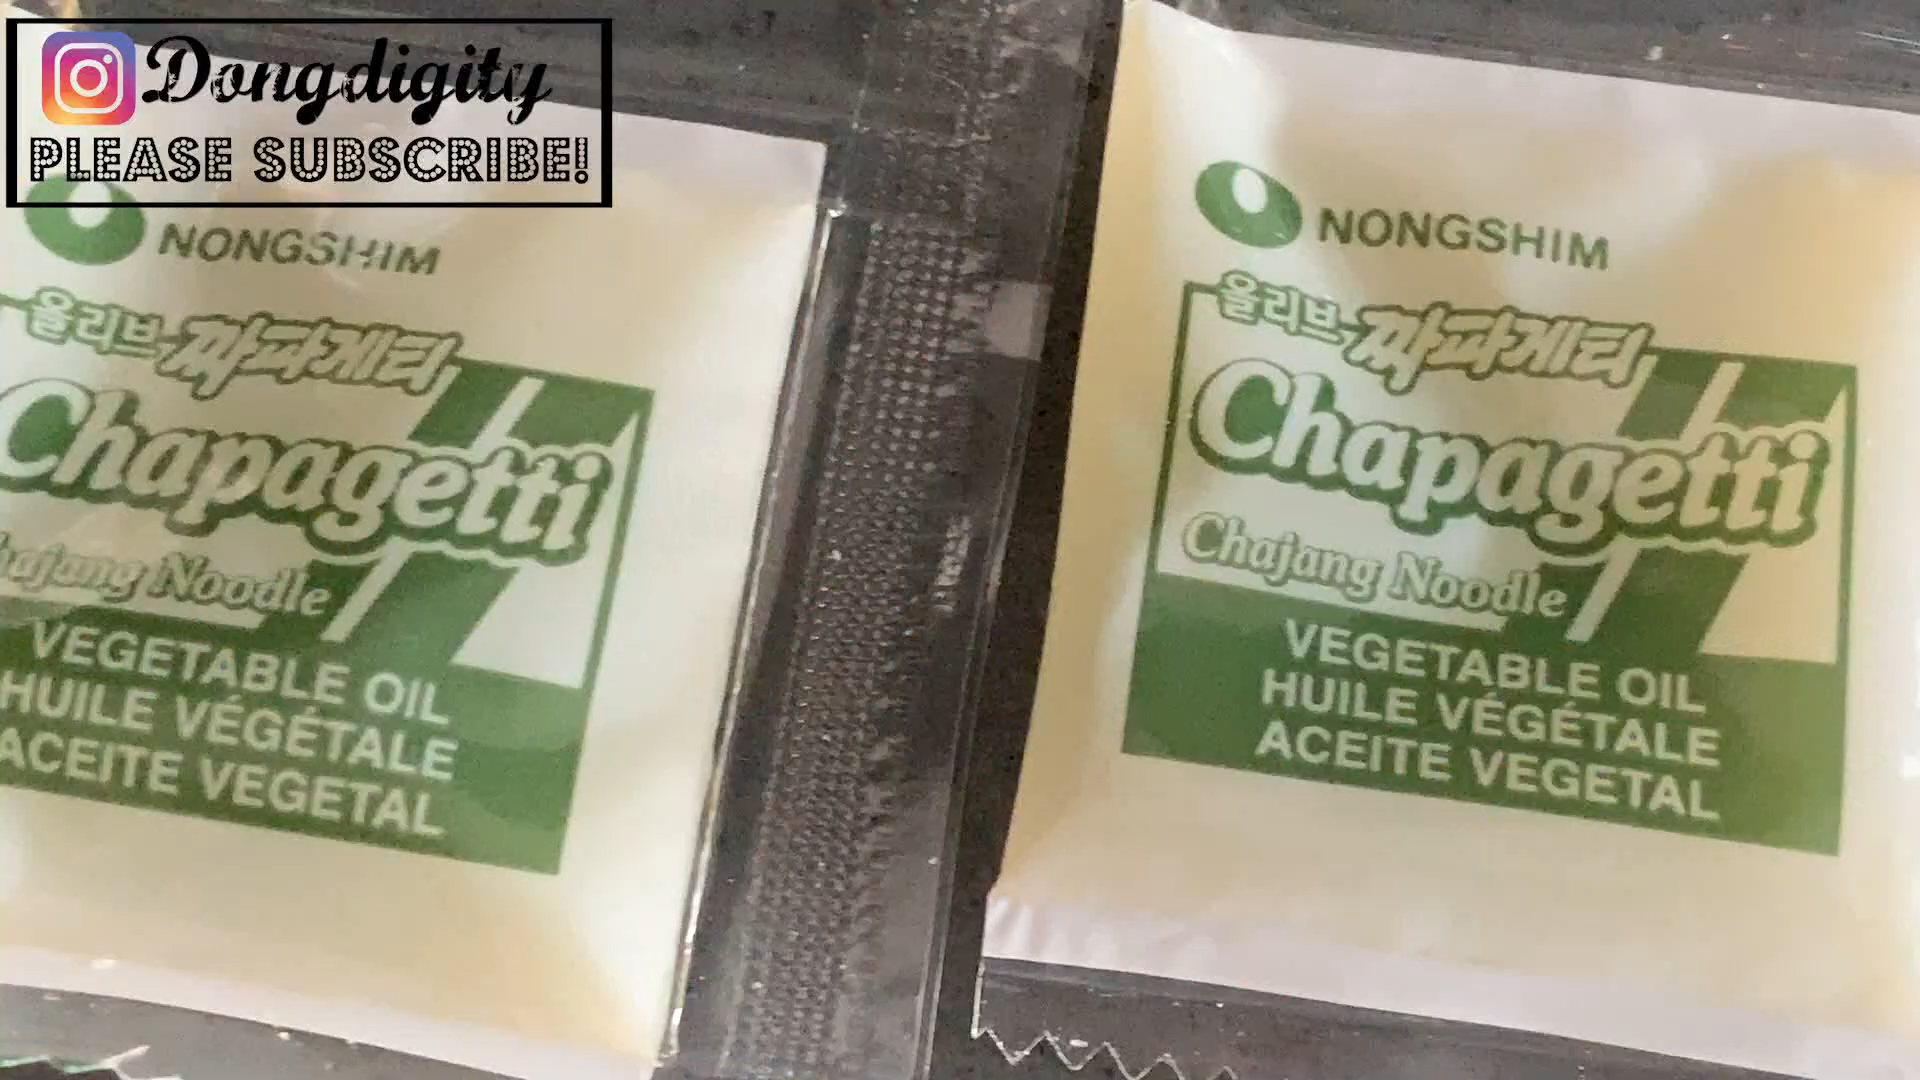 Dongdigity
PLEASE SUBSCRIBE!
NONGSHIM
올리브 짜파게티
Chapagetti
Chajang Noodle
VEGETABLE OIL
HUILE VÉGÉTALE
ACEITE VEGETAL
NONGSHIM
올리브 짜파게티
Chapagetti
Chajang Noodle
VEGETABLE OIL
HUILE VÉGÉTALE
ACEITE VEGETAL